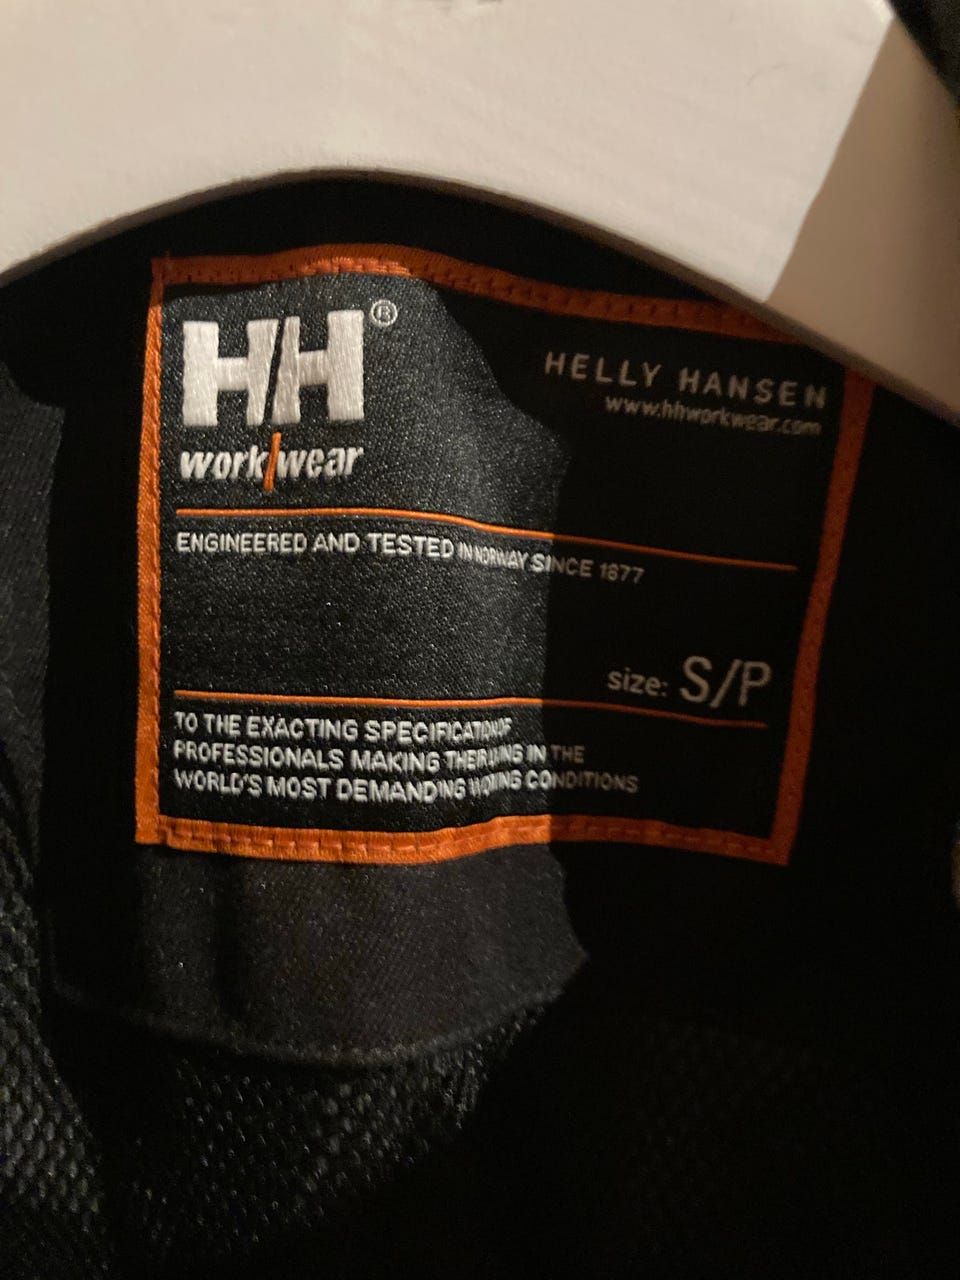 HH®
HELLY HANSEN
www.hhworkwear.com
work/wear
ENGINEERED AND TESTED IN NORWAY SINCE 1877
size: S/P
TO THE EXACTING SPECIFICATION OF
PROFESSIONALS MAKING THEIR LIVING IN THE
WORLD'S MOST DEMANDING WORKING CONDITIONS